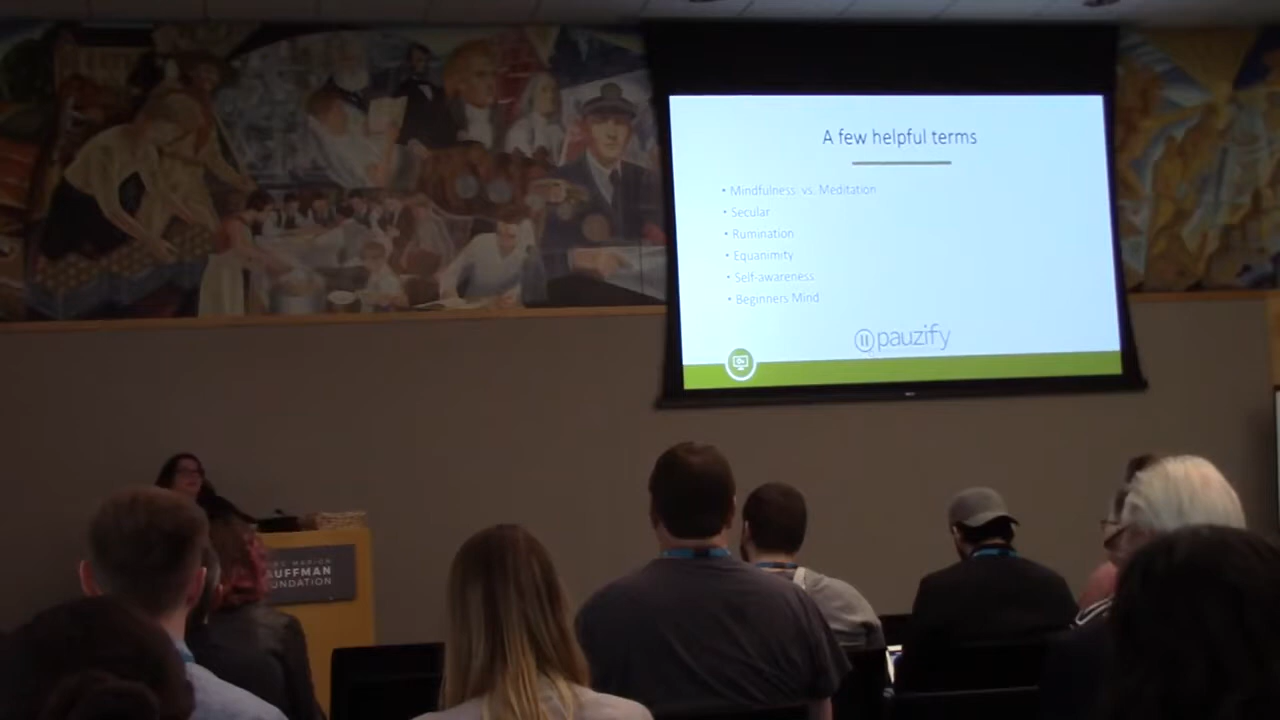 A few helpful terms
• Mindfulness vs. Meditation
• Secular
• Rumination
• Equanimity
• Self-awareness
• Beginners Mind
pauzify
AUFFMAN
UNDATION